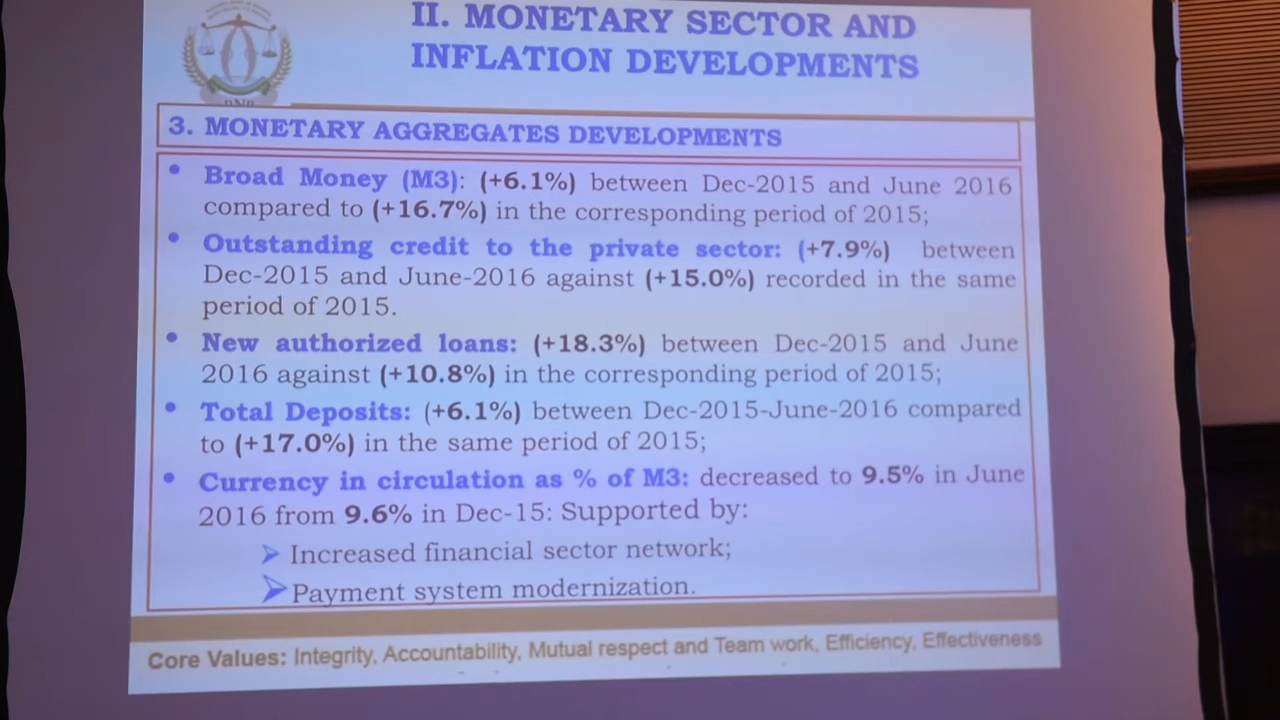 II. MONETARY SECTOR AND
INFLATION DEVELOPMENTS
3. MONETARY AGGREGATES DEVELOPMENTS
• Broad Money (M3): (+6.1%) between Dec-2015 and June 2016
compared to (+16.7%) in the corresponding period of 2015;
• Outstanding credit to the private sector: (+7.9%) between
Dec-2015 and June-2016 against (+15.0%) recorded in the same
period of 2015.
• New authorized loans: (+18.3%) between Dec-2015 and June
2016 against (+10.8%) in the corresponding period of 2015;
• Total Deposits: (+6.1%) between Dec-2015-June-2016 compared
to (+17.0%) in the same period of 2015;
• Currency in circulation as % of M3: decreased to 9.5% in June
2016 from 9.6% in Dec-15: Supported by:
➢ Increased financial sector network;
➢ Payment system modernization.
Core Values: Integrity, Accountability, Mutual respect and Team work, Efficiency, Effectiveness